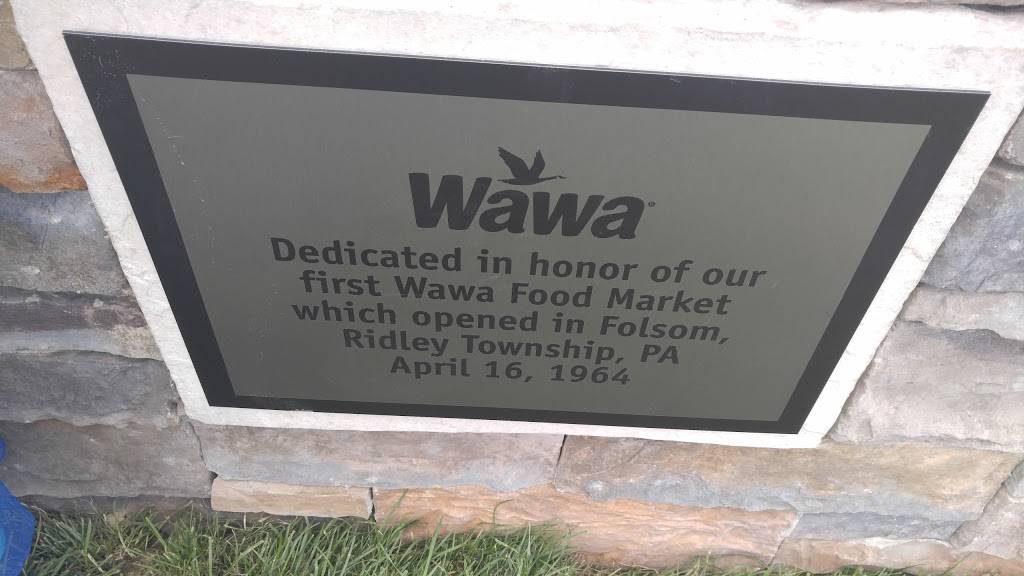 Wawa®
Dedicated in honor of our
first Wawa Food Market
which opened in Folsom,
Ridley Township, PA
April 16, 1964